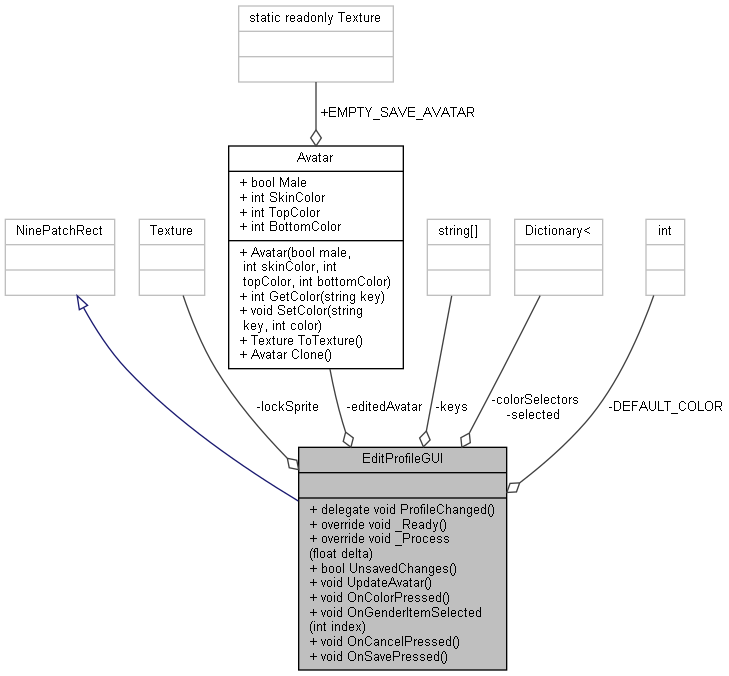 static readonly Texture
+EMPTY_SAVE_AVATAR
Avatar
+ bool Male
+ int SkinColor
+ int TopColor
+ int BottomColor
+ Avatar(bool male,
int skinColor, int
topColor, int bottomColor)
+ int GetColor(string key)
+ void SetColor(string
key, int color)
+ Texture ToTexture()
+ Avatar Clone()
NinePatchRect
Texture
string[]
Dictionary<
int
-lockSprite
-editedAvatar
-keys
-colorSelectors
-selected
-DEFAULT_COLOR
EditProfileGUI
+ delegate void ProfileChanged()
+ override void _Ready()
+ override void _Process
(float delta)
+ bool UnsavedChanges()
+ void UpdateAvatar()
+ void OnColorPressed()
+ void OnGenderItemSelected
(int index)
+ void OnCancelPressed()
+ void OnSavePressed()